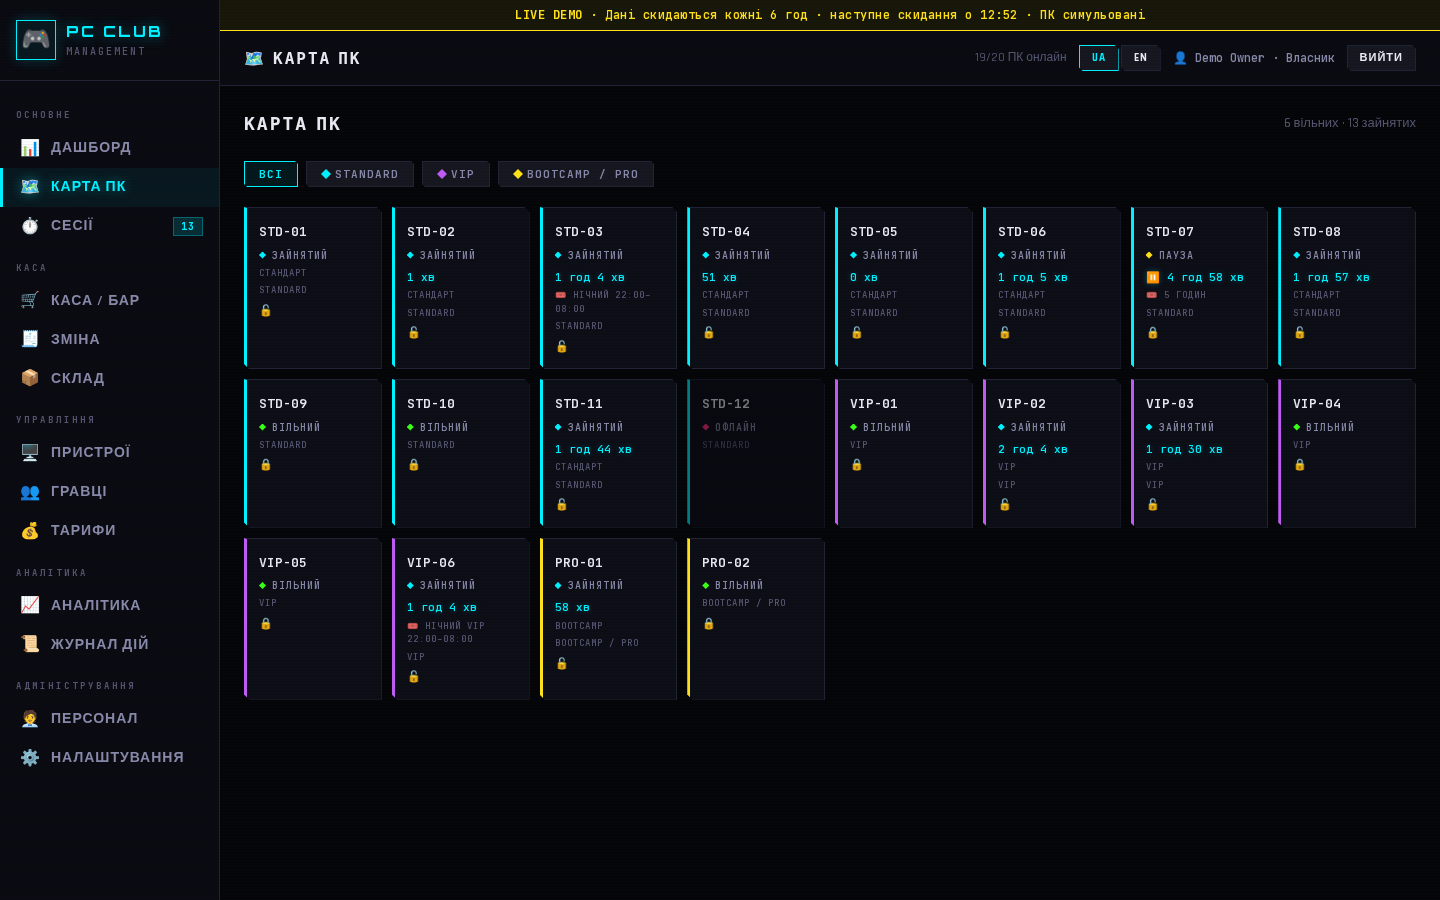 PC CLUB
MANAGEMENT
ОСНОВНЕ
ДАШБОРД
КАРТА ПК
СЕСІЇ 13
КАСА
КАСА / БАР
ЗМІНА
СКЛАД
УПРАВЛІННЯ
ПРИСТРОЇ
ГРАВЦІ
ТАРИФИ
АНАЛІТИКА
АНАЛІТИКА
ЖУРНАЛ ДІЙ
АДМІНІСТРУВАННЯ
ПЕРСОНАЛ
НАЛАШТУВАННЯ
LIVE DEMO · Дані скидаються кожні 6 год · наступне скидання о 12:52 · ПК симульовані
КАРТА ПК
19/20 ПК онлайн UA EN Demo Owner · Власник ВИЙТИ
КАРТА ПК
6 вільних · 13 зайнятих
ВСІ STANDARD VIP BOOTCAMP / PRO
STD-01
ЗАЙНЯТИЙ
СТАНДАРТ
STANDARD
STD-02
ЗАЙНЯТИЙ
1 хв
СТАНДАРТ
STANDARD
STD-03
ЗАЙНЯТИЙ
1 год 4 хв
НІЧНИЙ 22:00–
08:00
STANDARD
STD-04
ЗАЙНЯТИЙ
51 хв
СТАНДАРТ
STANDARD
STD-05
ЗАЙНЯТИЙ
0 хв
СТАНДАРТ
STANDARD
STD-06
ЗАЙНЯТИЙ
1 год 5 хв
СТАНДАРТ
STANDARD
STD-07
ПАУЗА
4 год 58 хв
5 ГОДИН
STANDARD
STD-08
ЗАЙНЯТИЙ
1 год 57 хв
СТАНДАРТ
STANDARD
STD-09
ВІЛЬНИЙ
STANDARD
STD-10
ВІЛЬНИЙ
STANDARD
STD-11
ЗАЙНЯТИЙ
1 год 44 хв
СТАНДАРТ
STANDARD
STD-12
ОФЛАЙН
STANDARD
VIP-01
ВІЛЬНИЙ
VIP
VIP-02
ЗАЙНЯТИЙ
2 год 4 хв
VIP
VIP
VIP-03
ЗАЙНЯТИЙ
1 год 30 хв
VIP
VIP
VIP-04
ВІЛЬНИЙ
VIP
VIP-05
ВІЛЬНИЙ
VIP
VIP-06
ЗАЙНЯТИЙ
1 год 4 хв
НІЧНИЙ VIP
22:00–08:00
VIP
PRO-01
ЗАЙНЯТИЙ
58 хв
BOOTCAMP
BOOTCAMP / PRO
PRO-02
ВІЛЬНИЙ
BOOTCAMP / PRO